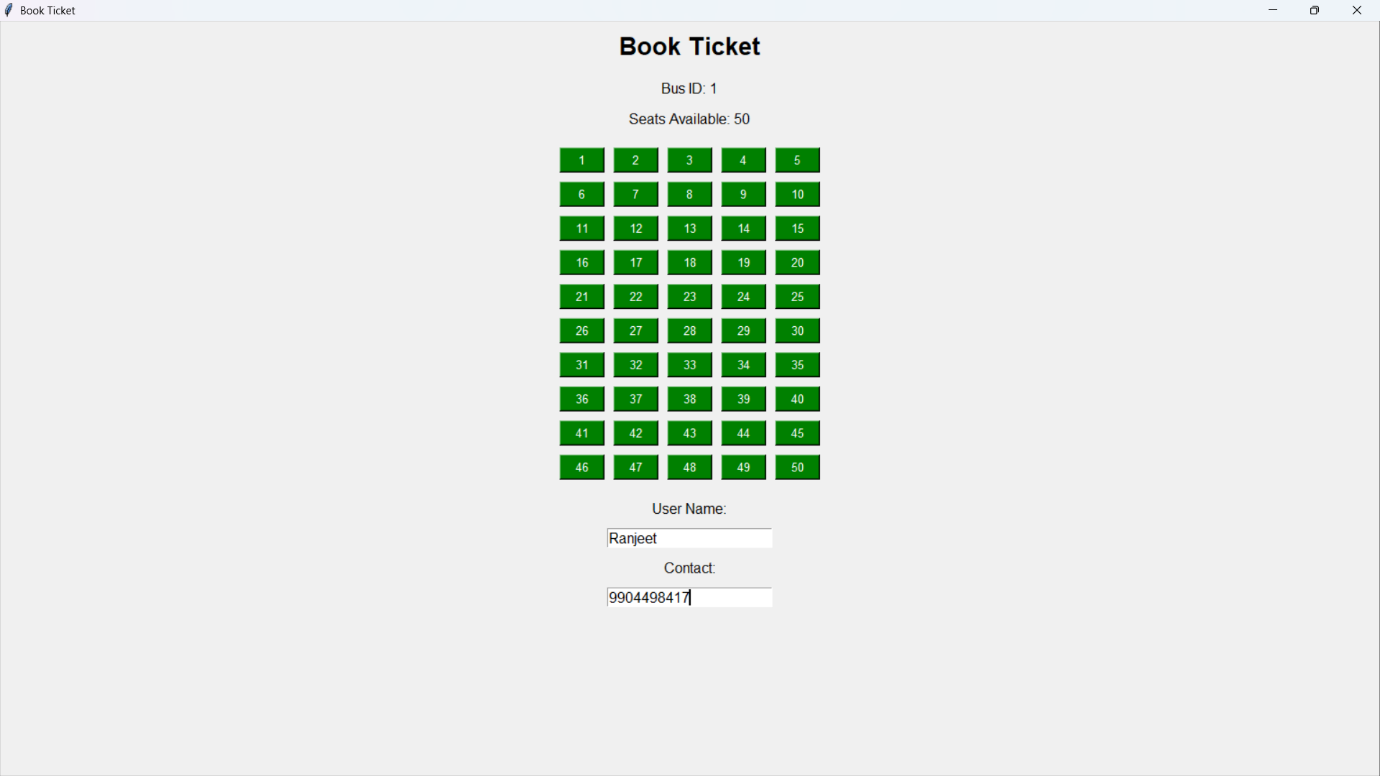 Book Ticket
Book Ticket
Bus ID: 1
Seats Available: 50
1 2 3 4 5
6 7 8 9 10
11 12 13 14 15
16 17 18 19 20
21 22 23 24 25
26 27 28 29 30
31 32 33 34 35
36 37 38 39 40
41 42 43 44 45
46 47 48 49 50
User Name:
Ranjeet
Contact:
9904498417